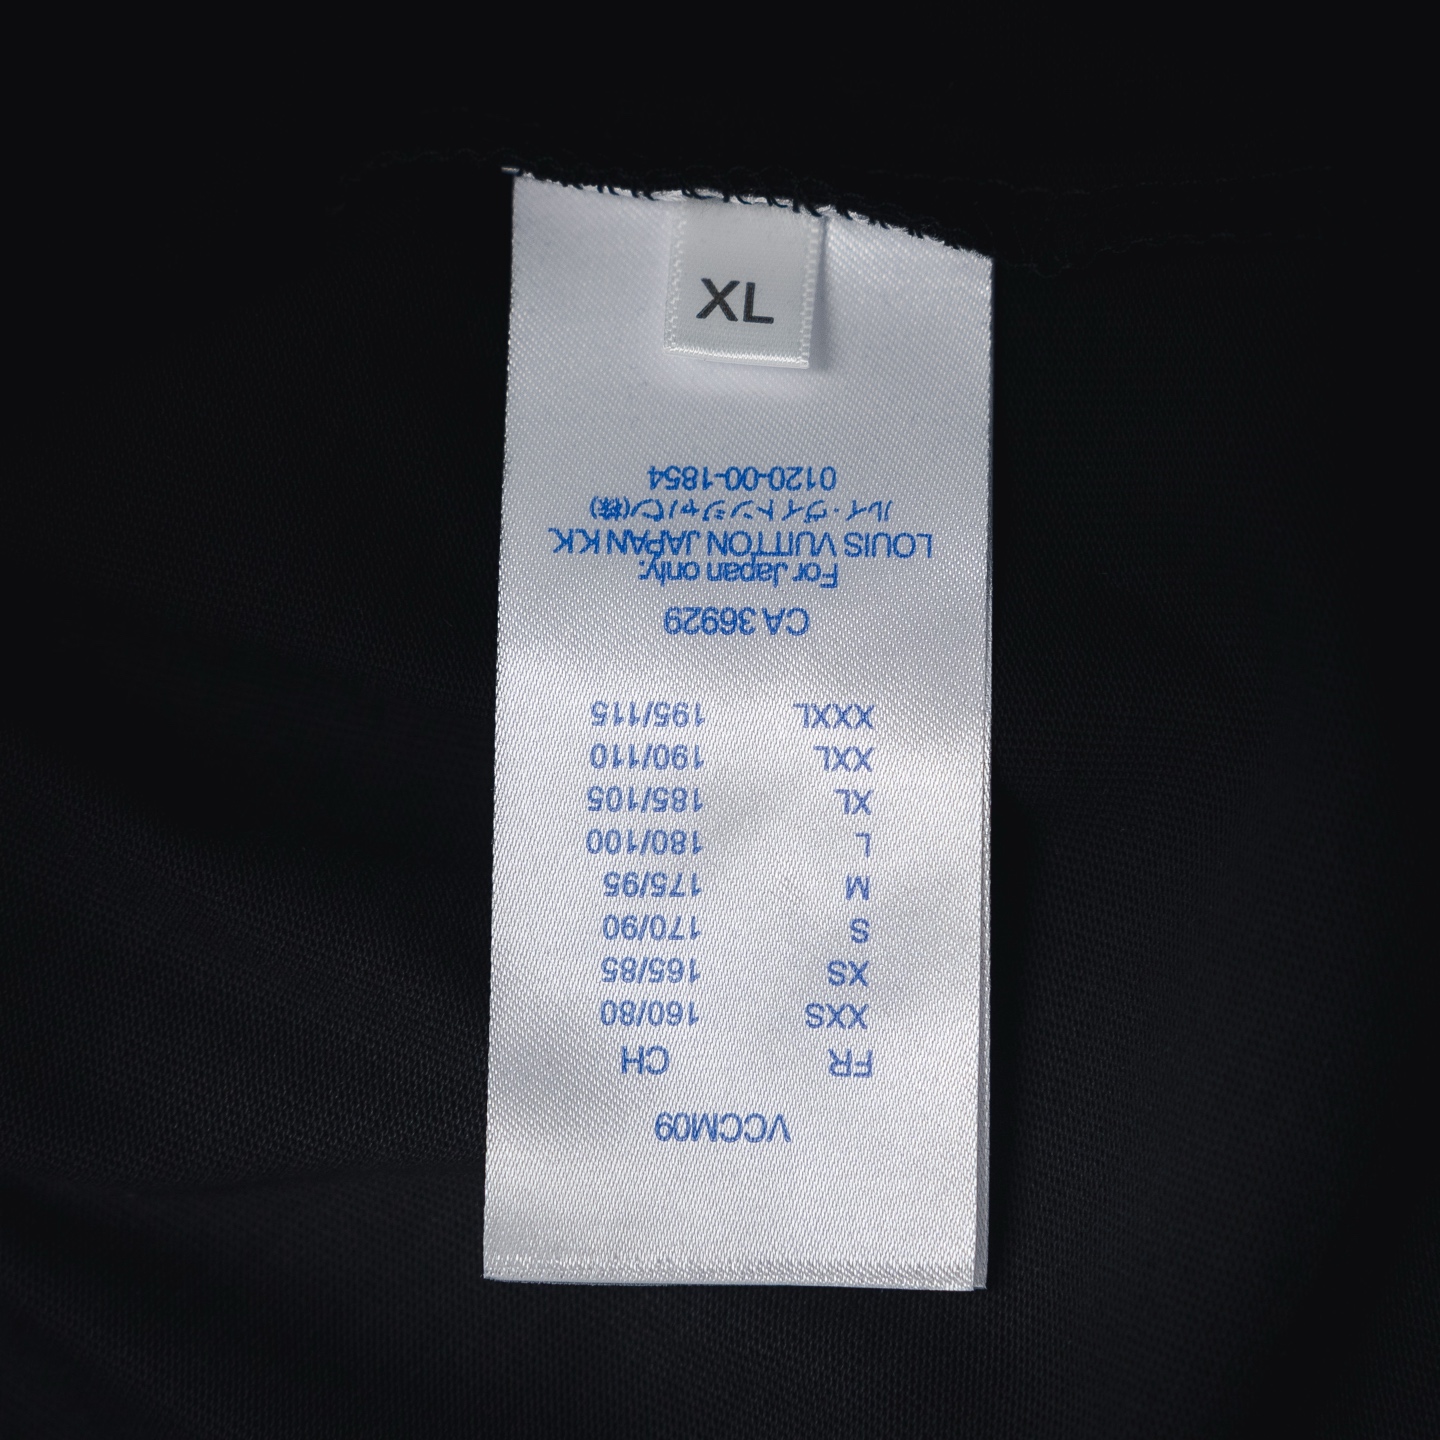 XL
VCCM09
FR CH
XXS 160/80
XS 165/85
S 170/90
M 175/95
L 180/100
XL 185/105
XXL 190/110
XXXL 195/115
CA 36929
For Japan only:
LOUIS VUITTON JAPAN K.K.
ルイ・ヴィトンジャパン(株)
0120-00-1854